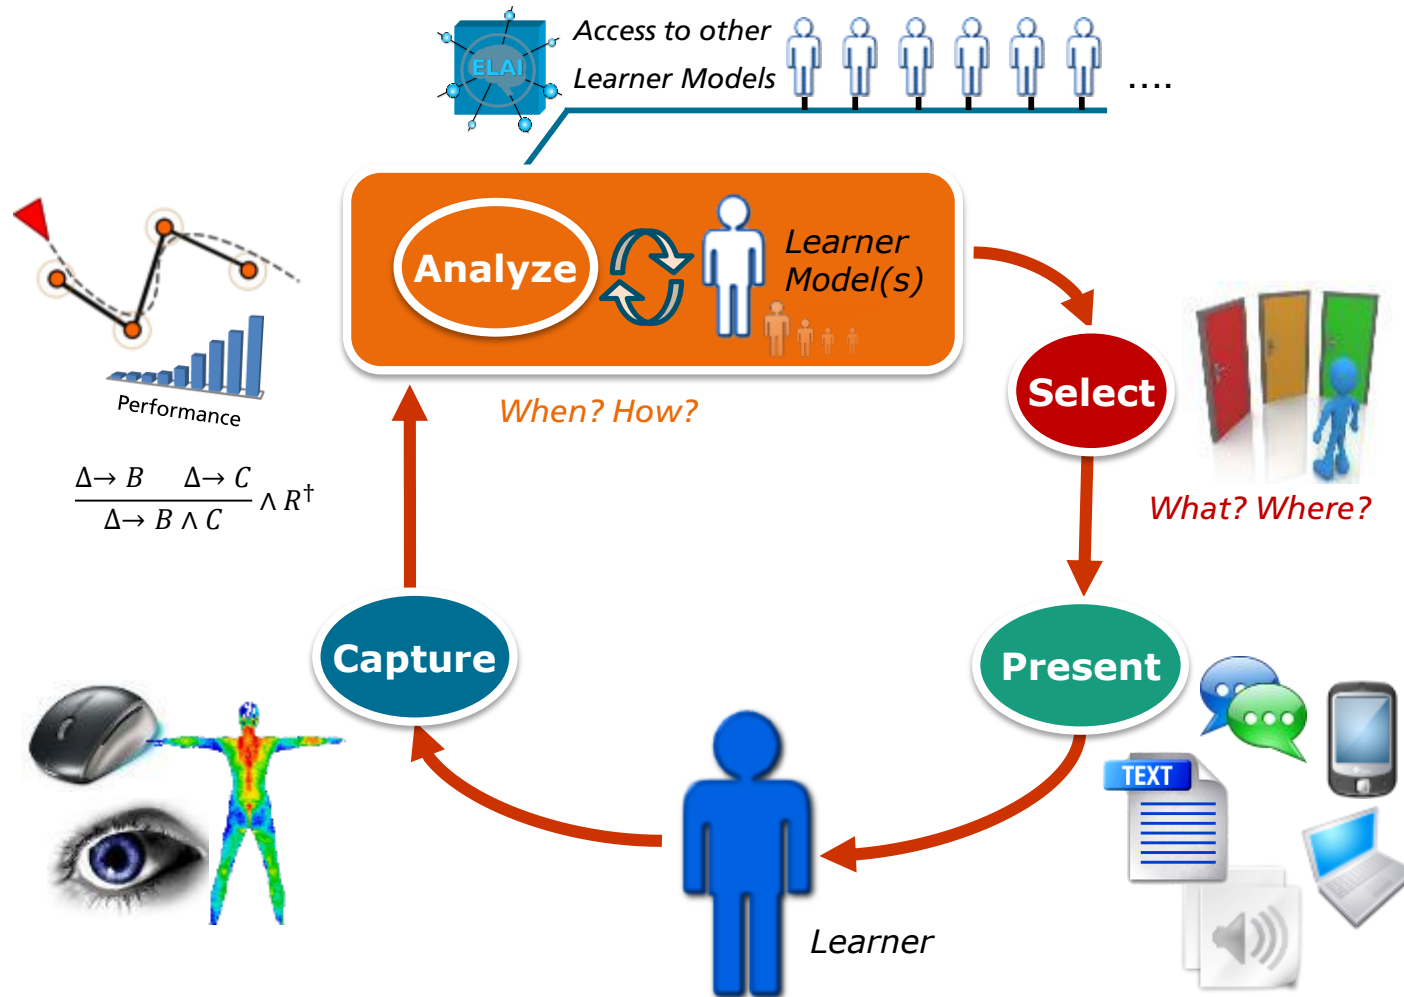 ELAI
Access to other
Learner Models
....
Analyze
Learner
Model(s)
Select
When? How?
Performance
Δ→ B Δ→ C
Δ→ B ∧ C
∧ R†
What? Where?
Capture
Present
TEXT
Learner